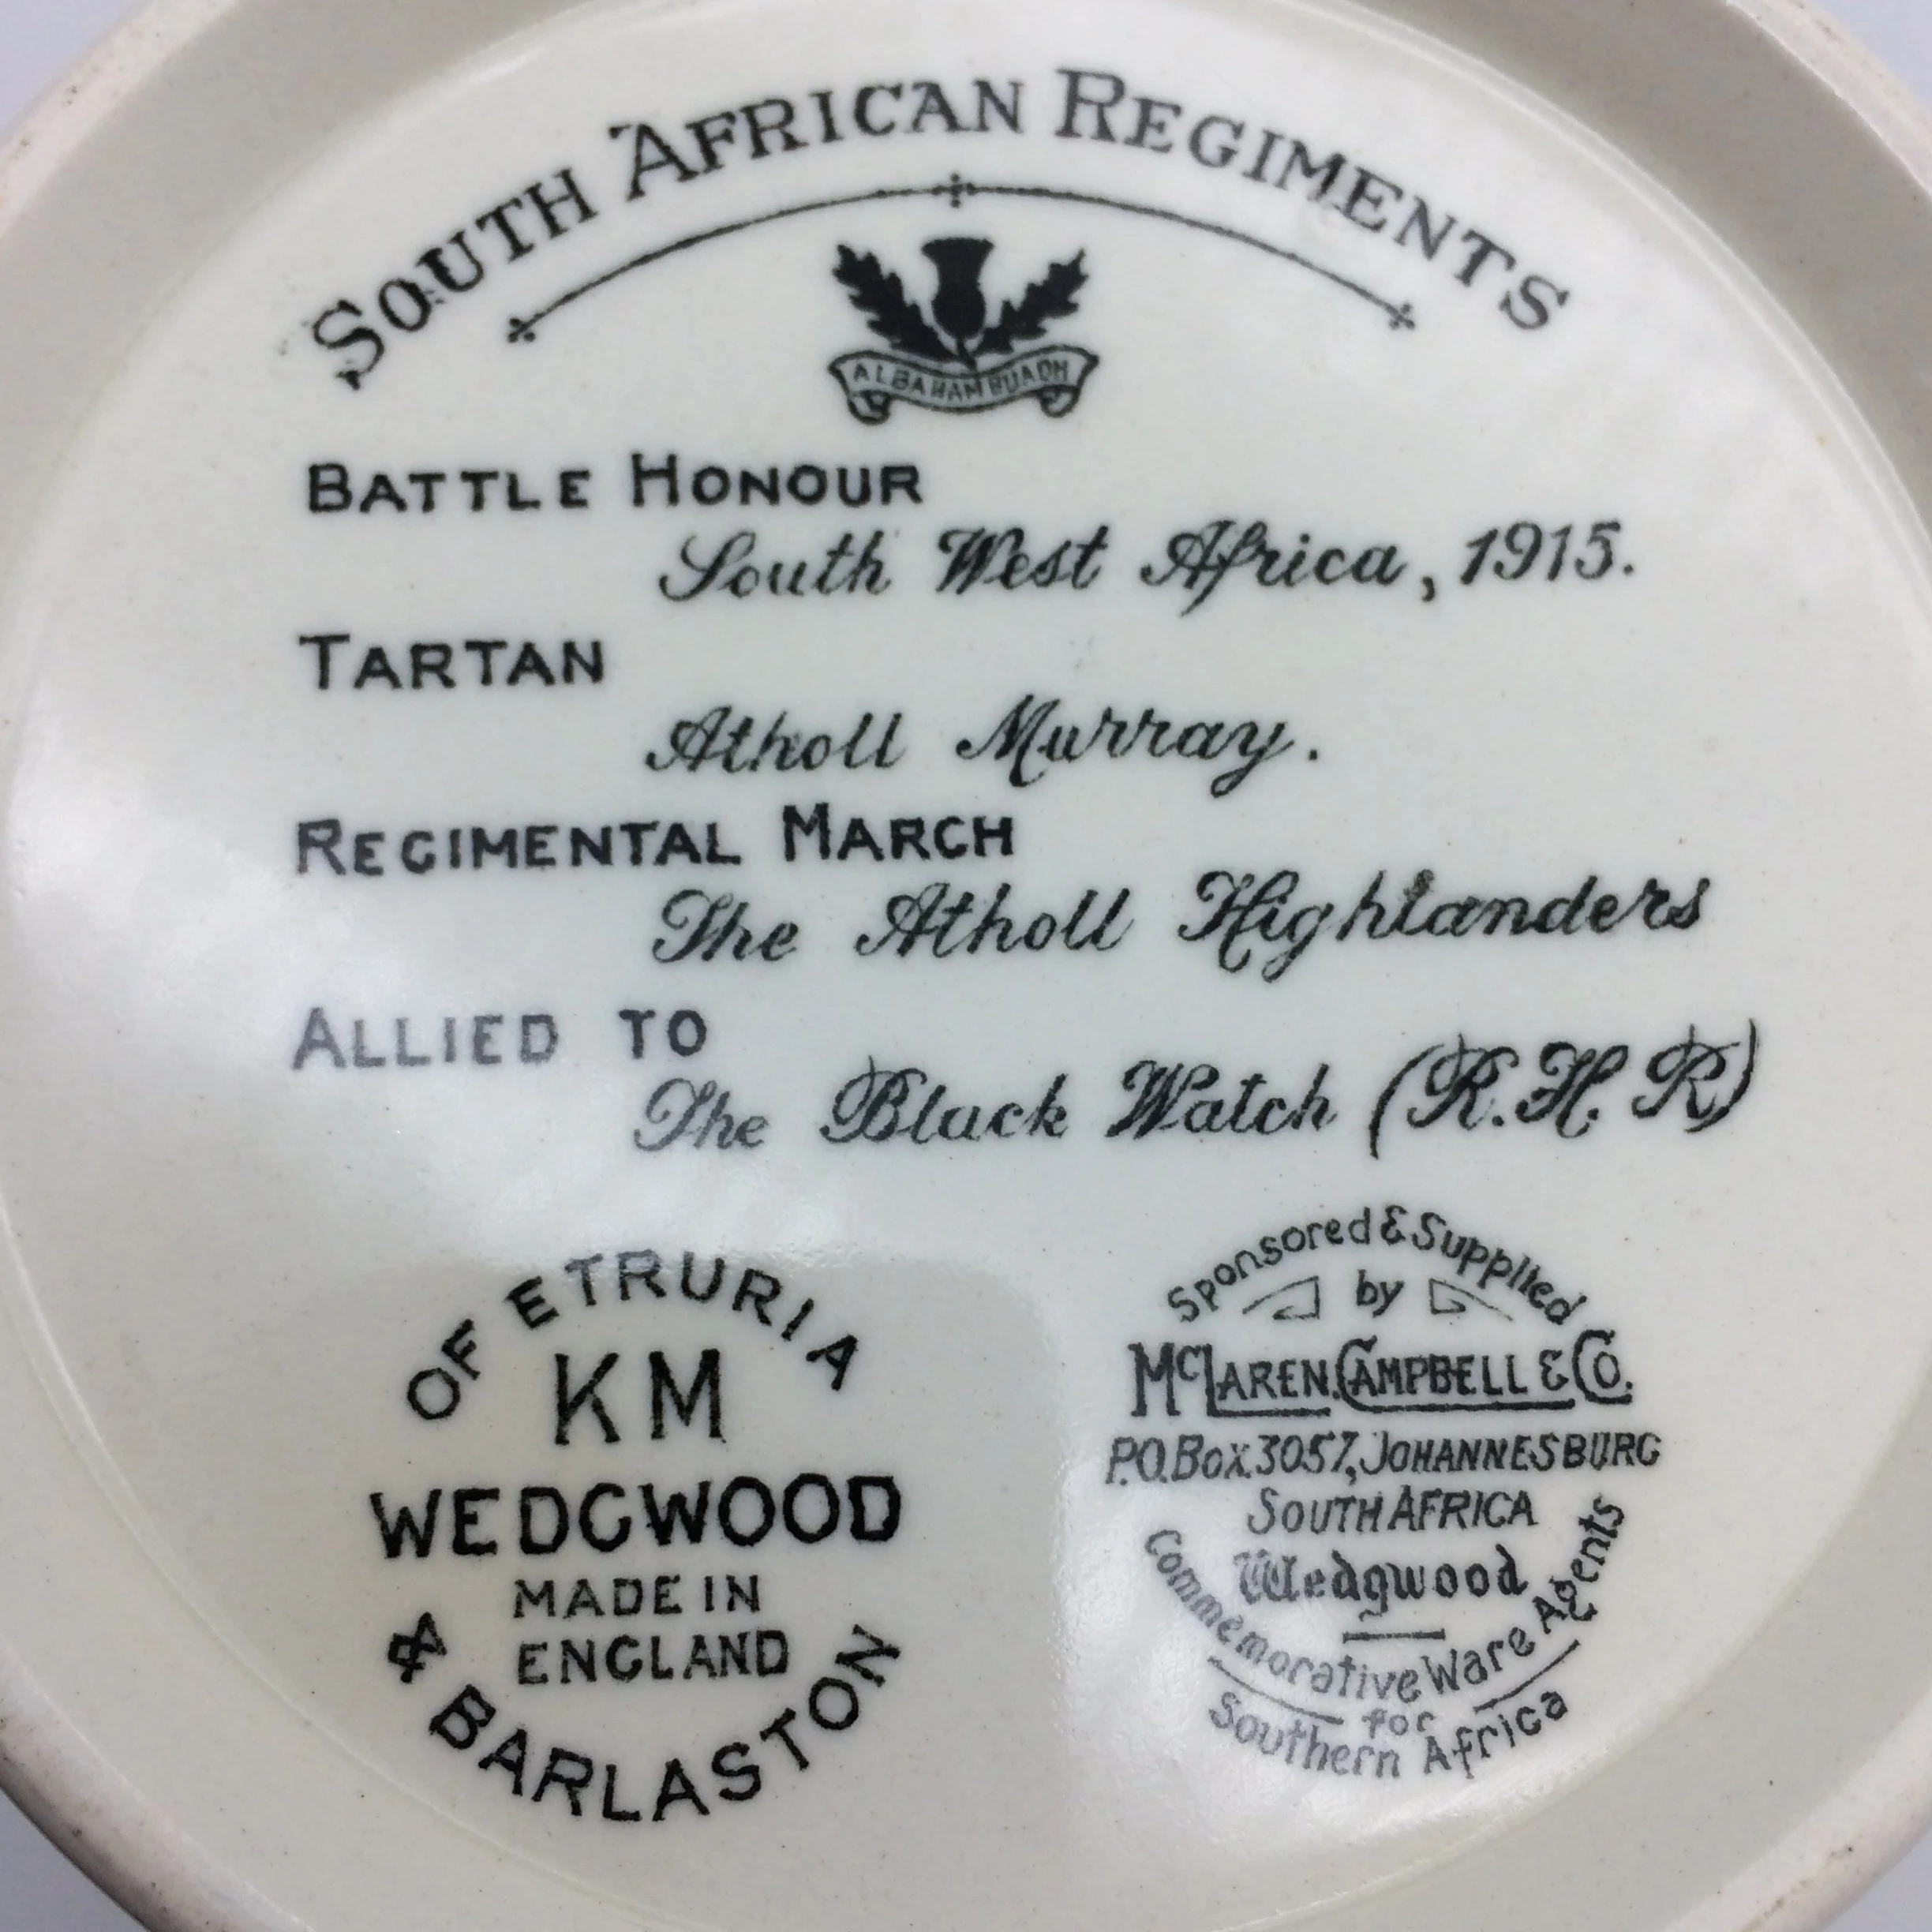 SOUTH AFRICAN REGIMENTS
ALBA NAM BUADH
BATTLE HONOUR
South West Africa, 1915.
TARTAN
Atholl Murray.
REGIMENTAL MARCH
The Atholl Highlanders
ALLIED TO
The Black Watch (R.H.R)
OF ETRURIA
KM
WEDGWOOD
MADE IN
ENGLAND
& BARLASTON
Sponsored & Supplied
by
McLAREN, CAMPBELL & CO.
P.O. BOX 3057, JOHANNESBURG
SOUTH AFRICA
Wedgwood
Commemorative Ware Agents
for
Southern Africa